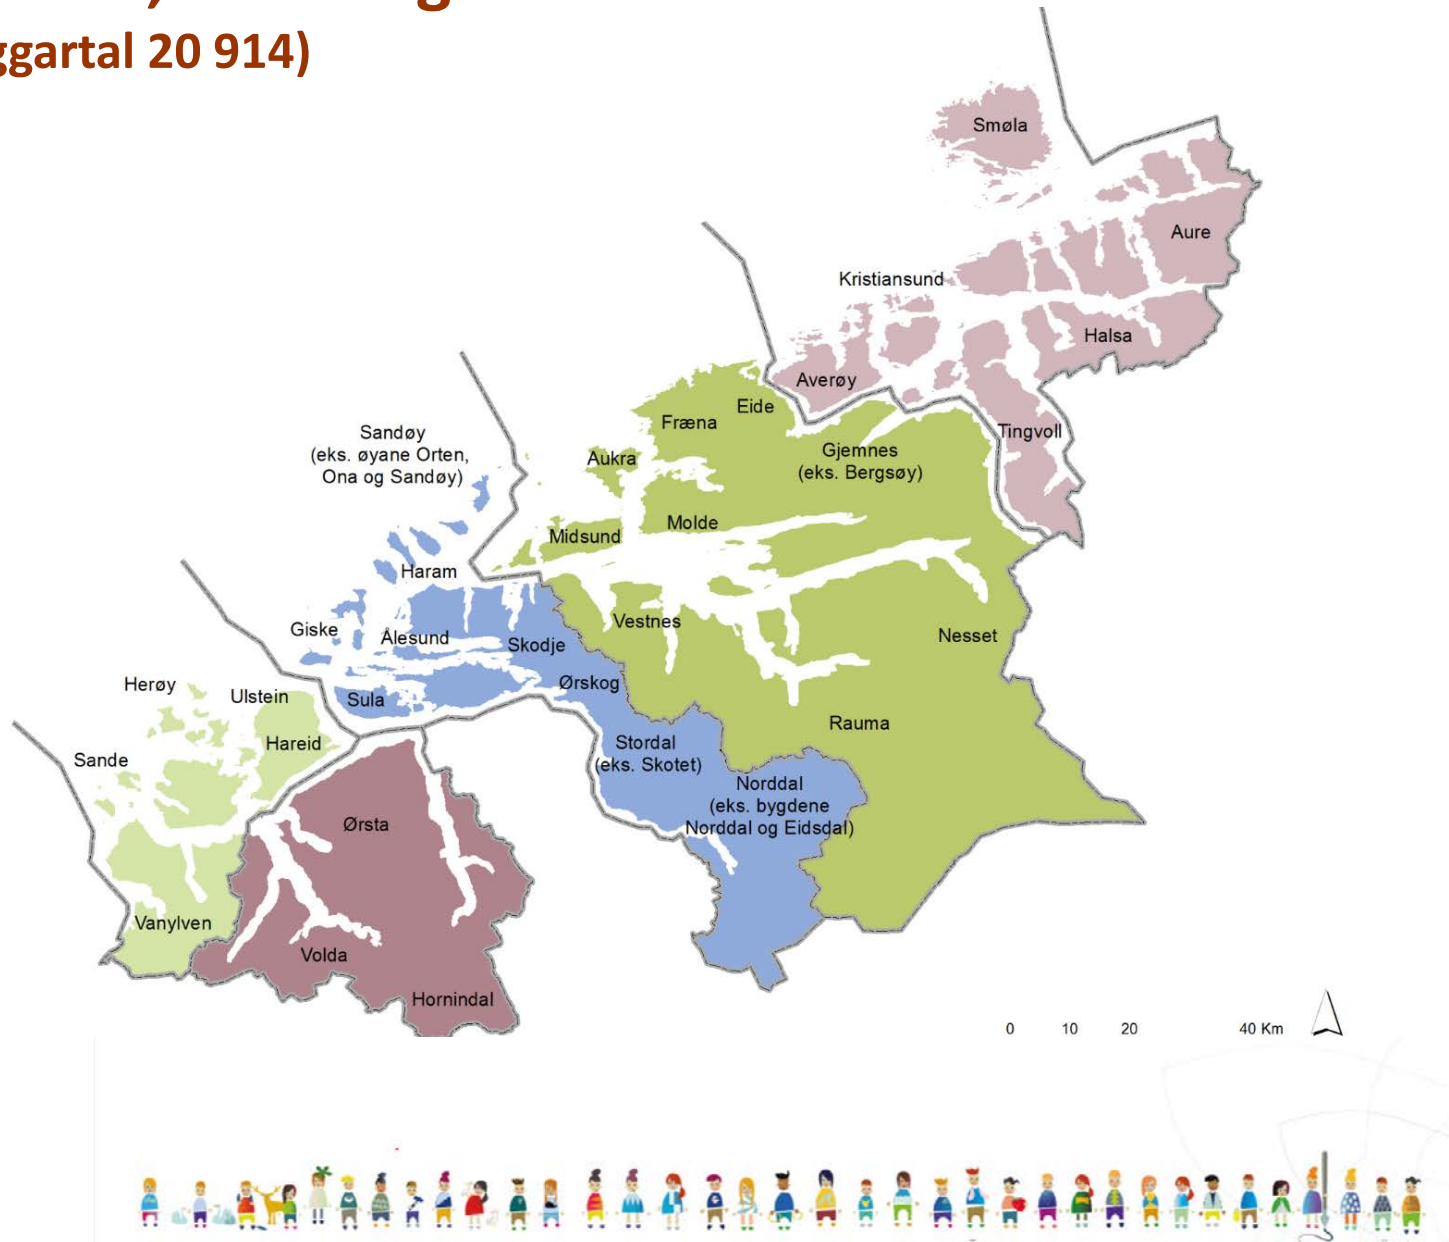 ggartal 20 914)
Smøla
Aure
Kristiansund
Halsa
Averøy
Eide
Fræna
Tingvoll
Sandøy
(eks. øyane Orten,
Ona og Sandøy)
Aukra
Gjemnes
(eks. Bergsøy)
Molde
Midsund
Haram
Giske
Ålesund
Vestnes
Skodje
Nesset
Herøy
Ulstein
Sula
Ørskog
Hareid
Rauma
Sande
Stordal
(eks. Skotet)
Norddal
(eks. bygdene
Norddal og Eidsdal)
Ørsta
Vanylven
Volda
Hornindal
0 10 20 40 Km